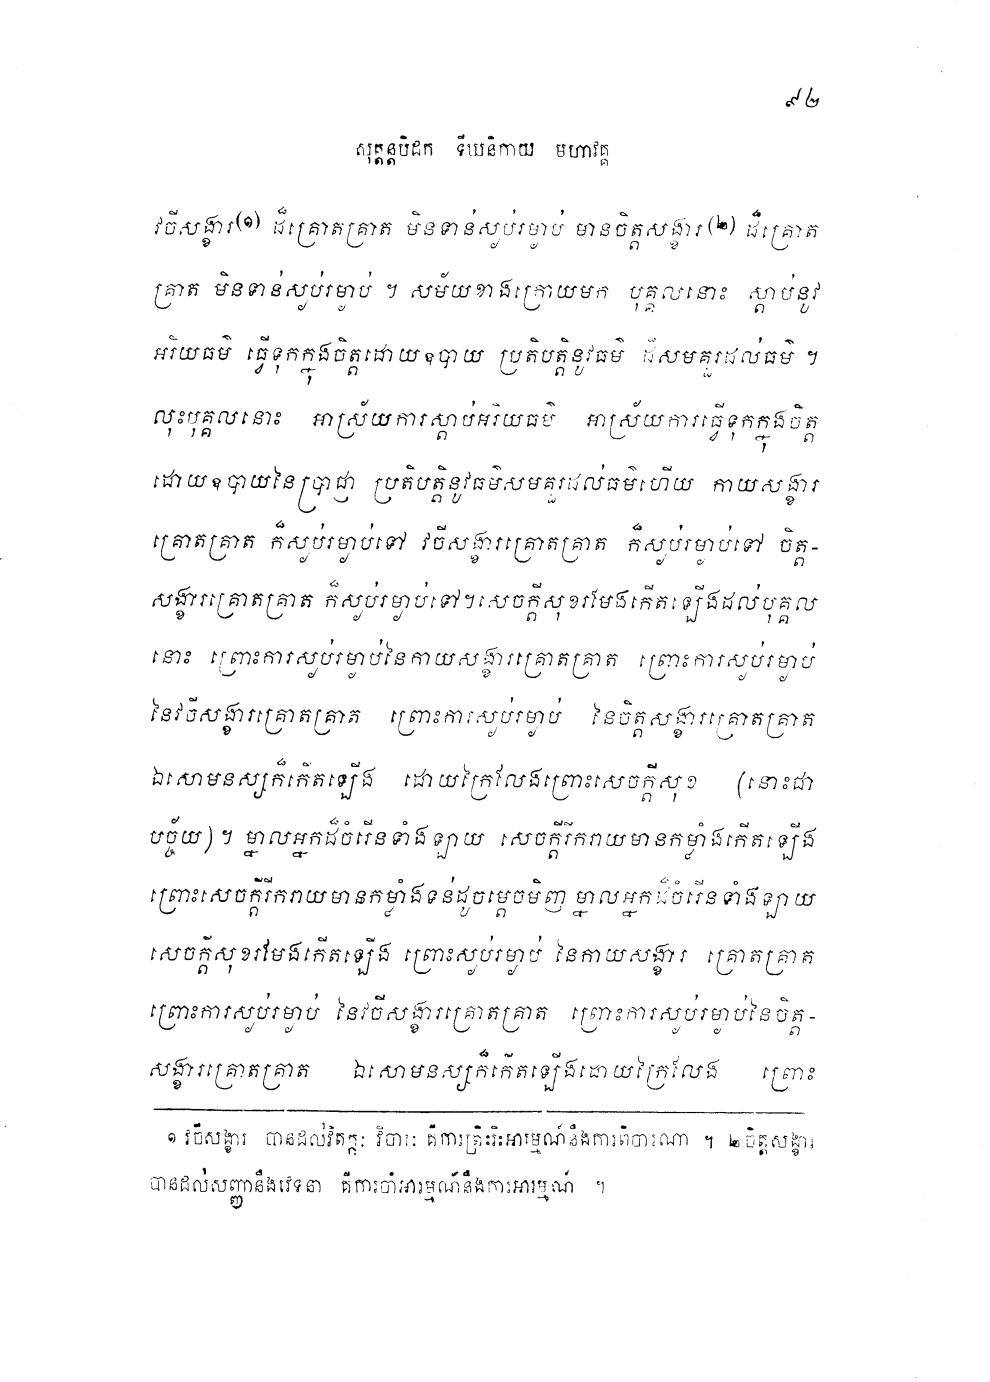 ៩២
សុត្តន្តបិដក ទីឃនិកាយ មហាវគ្គ
វចីសង្ខារ(១) ដ៏គ្រោតគ្រាត មិនទាន់ស្ងប់រម្ងាប់ មានចិត្តសង្ខារ(២) ដ៏គ្រោត
គ្រាត មិនទាន់ស្ងប់រម្ងាប់ ។ សម័យខាងក្រោយមក បុគ្គលនោះ ស្តាប់នូវ
អរិយធម៌ ធ្វើទុកក្នុងចិត្តដោយឧបាយ ប្រតិបត្តិនូវធម៌ ដ៏សមគួរដល់ធម៌ ។
លុះបុគ្គលនោះ អាស្រ័យការស្តាប់អរិយធម៌ អាស្រ័យការធ្វើទុកក្នុងចិត្ត
ដោយឧបាយនៃប្រាជ្ញា ប្រតិបត្តិនូវធម៌សមគួរដល់ធម៌ហើយ កាយសង្ខារ
គ្រោតគ្រាត ក៏ស្ងប់រម្ងាប់ទៅ វចីសង្ខារគ្រោតគ្រាត ក៏ស្ងប់រម្ងាប់ទៅ ចិត្ត-
សង្ខារគ្រោតគ្រាត ក៏ស្ងប់រម្ងាប់ទៅ។ សេចក្តីសុខរមែងកើតឡើងដល់បុគ្គល
នោះ ព្រោះការស្ងប់រម្ងាប់នៃកាយសង្ខារគ្រោតគ្រាត ព្រោះការស្ងប់រម្ងាប់
នៃវចីសង្ខារគ្រោតគ្រាត ព្រោះការស្ងប់រម្ងាប់ នៃចិត្តសង្ខារគ្រោតគ្រាត
ឯសោមនស្សក៏កើតឡើង ដោយក្រៃលែងព្រោះសេចក្តីសុខ (នោះជា
បច្ច័យ) ។ ម្នាលអ្នកដ៏ចំរើនទាំងឡាយ សេចក្តីរីករាយមានកម្លាំងកើតឡើង
ព្រោះសេចក្តីរីករាយមានកម្លាំងទន់ដូចម្តេចមិញ ម្នាលអ្នកដ៏ចំរើនទាំងឡាយ
សេចក្តីសុខរមែងកើតឡើង ព្រោះស្ងប់រម្ងាប់ នៃកាយសង្ខារ គ្រោតគ្រាត
ព្រោះការស្ងប់រម្ងាប់ នៃវចីសង្ខារគ្រោតគ្រាត ព្រោះការស្ងប់រម្ងាប់នៃចិត្ត-
សង្ខារគ្រោតគ្រាត ឯសោមនស្សក៏កើតឡើងដោយក្រៃលែង ព្រោះ
១ វចីសង្ខារ បានដល់វិតក្កៈ វិចារៈ គឺការត្រិះរិះអារម្មណ៍នឹងការពិចារណា ។ ២ ចិត្តសង្ខារ
បានដល់សញ្ញានឹងវេទនា គឺការចាំអារម្មណ៍នឹងការអារម្មណ៍ ។